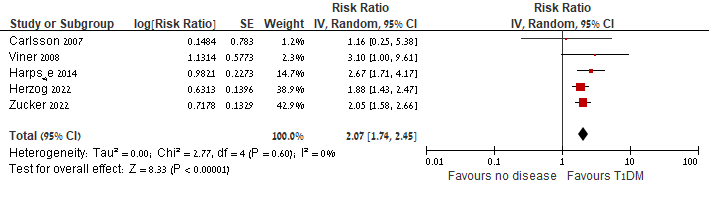 Risk Ratio Risk Ratio
Study or Subgroup log[Risk Ratio] SE Weight IV, Random, 95% CI IV, Random, 95% CI
Carlsson 2007 0.1484 0.783 1.2% 1.16 [0.25, 5.38]
Viner 2008 1.1314 0.5773 2.3% 3.10 [1.00, 9.61]
2014 0.9821 0.2273 14.7% 2.67 [1.71, 4.17]
Herzog 2022 0.6313 0.1396 38.9% 1.88 [1.43, 2.47]
Zucker 2022 0.7178 0.1329 42.9% 2.05 [1.58, 2.66]
Total (95% CI) 100.0% 2.07 [1.74, 2.45]
Heterogeneity: Tau² = 0.00; Chi² = 2.77, df = 4 (P = 0.60); I² = 0%
Test for overall effect: Z = 8.33 (P < 0.00001)
0.01 0.1 1 10 100
Favours no disease Favours T1DM